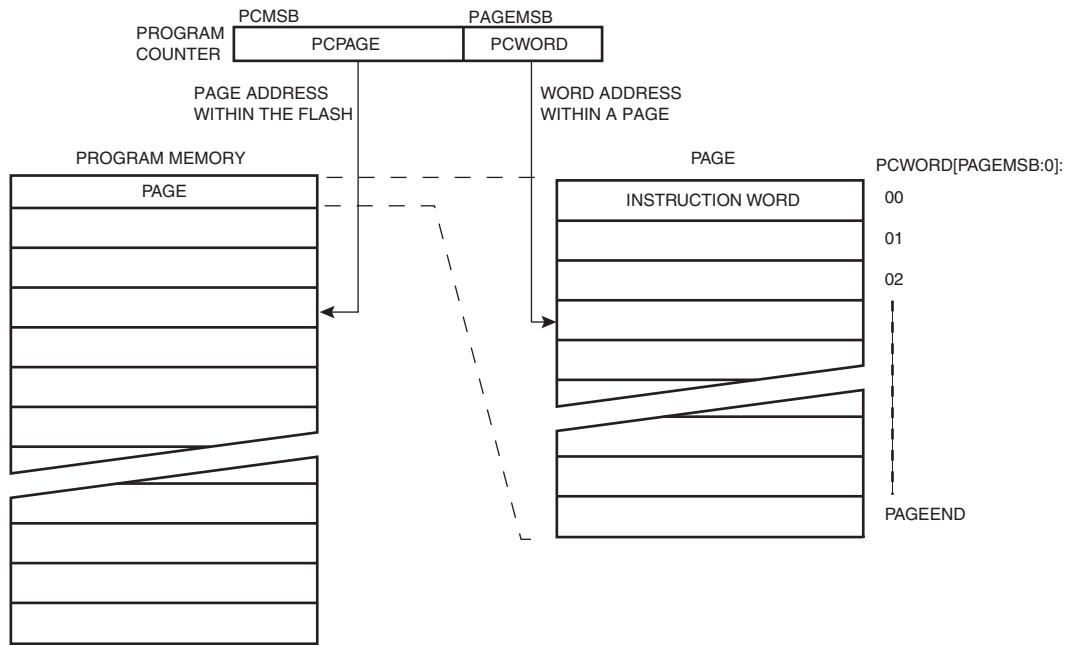 PCMSB
PAGEMSB
PROGRAM
COUNTER
PCPAGE
PCWORD
PAGE ADDRESS
WITHIN THE FLASH
WORD ADDRESS
WITHIN A PAGE
PROGRAM MEMORY
PAGE
PAGE
INSTRUCTION WORD
PCWORD[PAGEMSB:0]:
00
01
02
PAGEEND